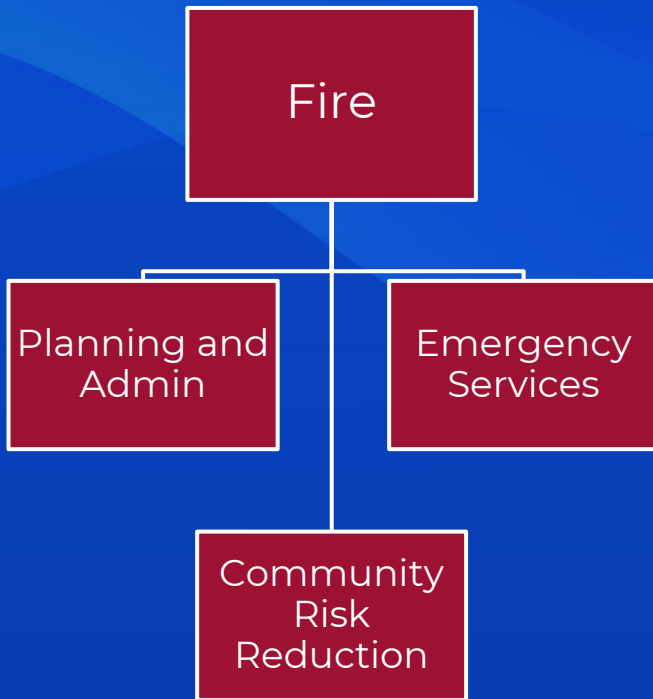 Fire
Planning and
Admin
Emergency
Services
Community
Risk
Reduction